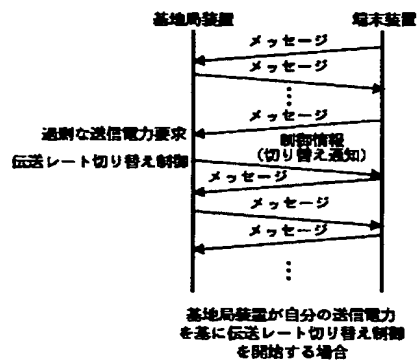 基地局装置
端末装置
メッセージ
メッセージ
メッセージ
過剰な送信電力要求
制御情報
(切り替え通知)
伝送レート切り替え制御
メッセージ
メッセージ
メッセージ
基地局装置が自分の送信電力
を基に伝送レート切り替え制御
を開始する場合